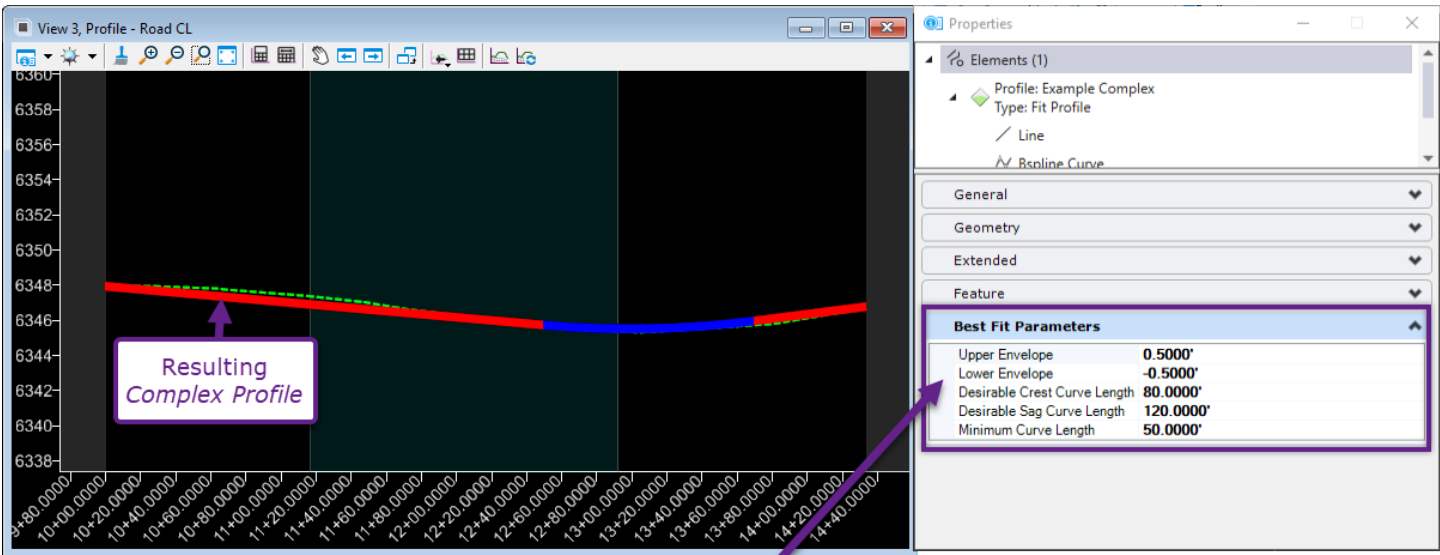 View 3, Profile - Road CL
6360
6358
6356
6354
6352
6350
6348
6346
6344
6342
6340
6338
Resulting
Complex Profile
9+80.0000
10+00.0000
10+20.0000
10+40.0000
10+60.0000
10+80.0000
11+00.0000
11+20.0000
11+40.0000
11+60.0000
11+80.0000
12+00.0000
12+20.0000
12+40.0000
12+60.0000
12+80.0000
13+00.0000
13+20.0000
13+40.0000
13+60.0000
13+80.0000
14+00.0000
14+20.0000
14+40.0000
Properties
Elements (1)
Profile: Example Complex
Type: Fit Profile
Line
Bspline Curve
General
Geometry
Extended
Feature
Best Fit Parameters
Upper Envelope 0.5000'
Lower Envelope -0.5000'
Desirable Crest Curve Length 80.0000'
Desirable Sag Curve Length 120.0000'
Minimum Curve Length 50.0000'